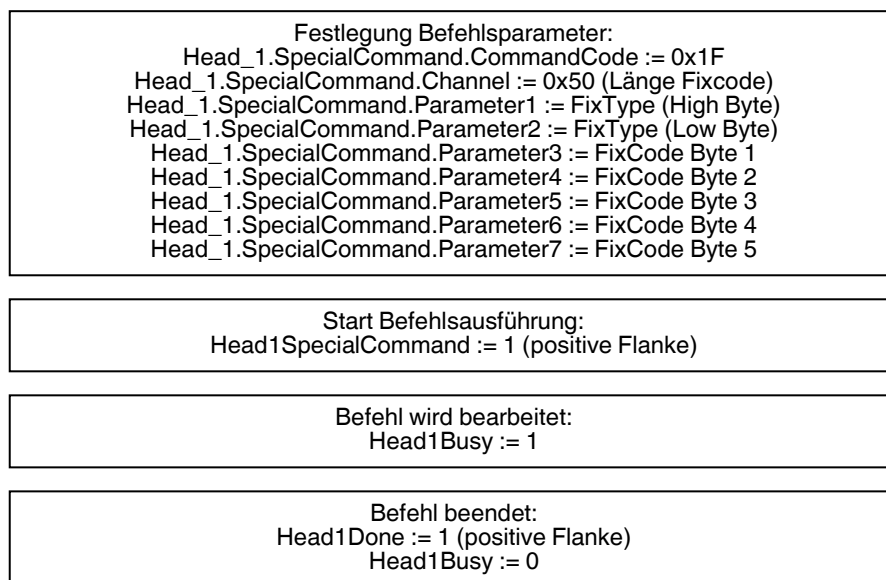 Festlegung Befehlsparameter:
Head_1.SpecialCommand.CommandCode := 0x1F
Head_1.SpecialCommand.Channel := 0x50 (Länge Fixcode)
Head_1.SpecialCommand.Parameter1 := FixType (High Byte)
Head_1.SpecialCommand.Parameter2 := FixType (Low Byte)
Head_1.SpecialCommand.Parameter3 := FixCode Byte 1
Head_1.SpecialCommand.Parameter4 := FixCode Byte 2
Head_1.SpecialCommand.Parameter5 := FixCode Byte 3
Head_1.SpecialCommand.Parameter6 := FixCode Byte 4
Head_1.SpecialCommand.Parameter7 := FixCode Byte 5
Start Befehlsausführung:
Head1SpecialCommand := 1 (positive Flanke)
Befehl wird bearbeitet:
Head1Busy := 1
Befehl beendet:
Head1Done := 1 (positive Flanke)
Head1Busy := 0